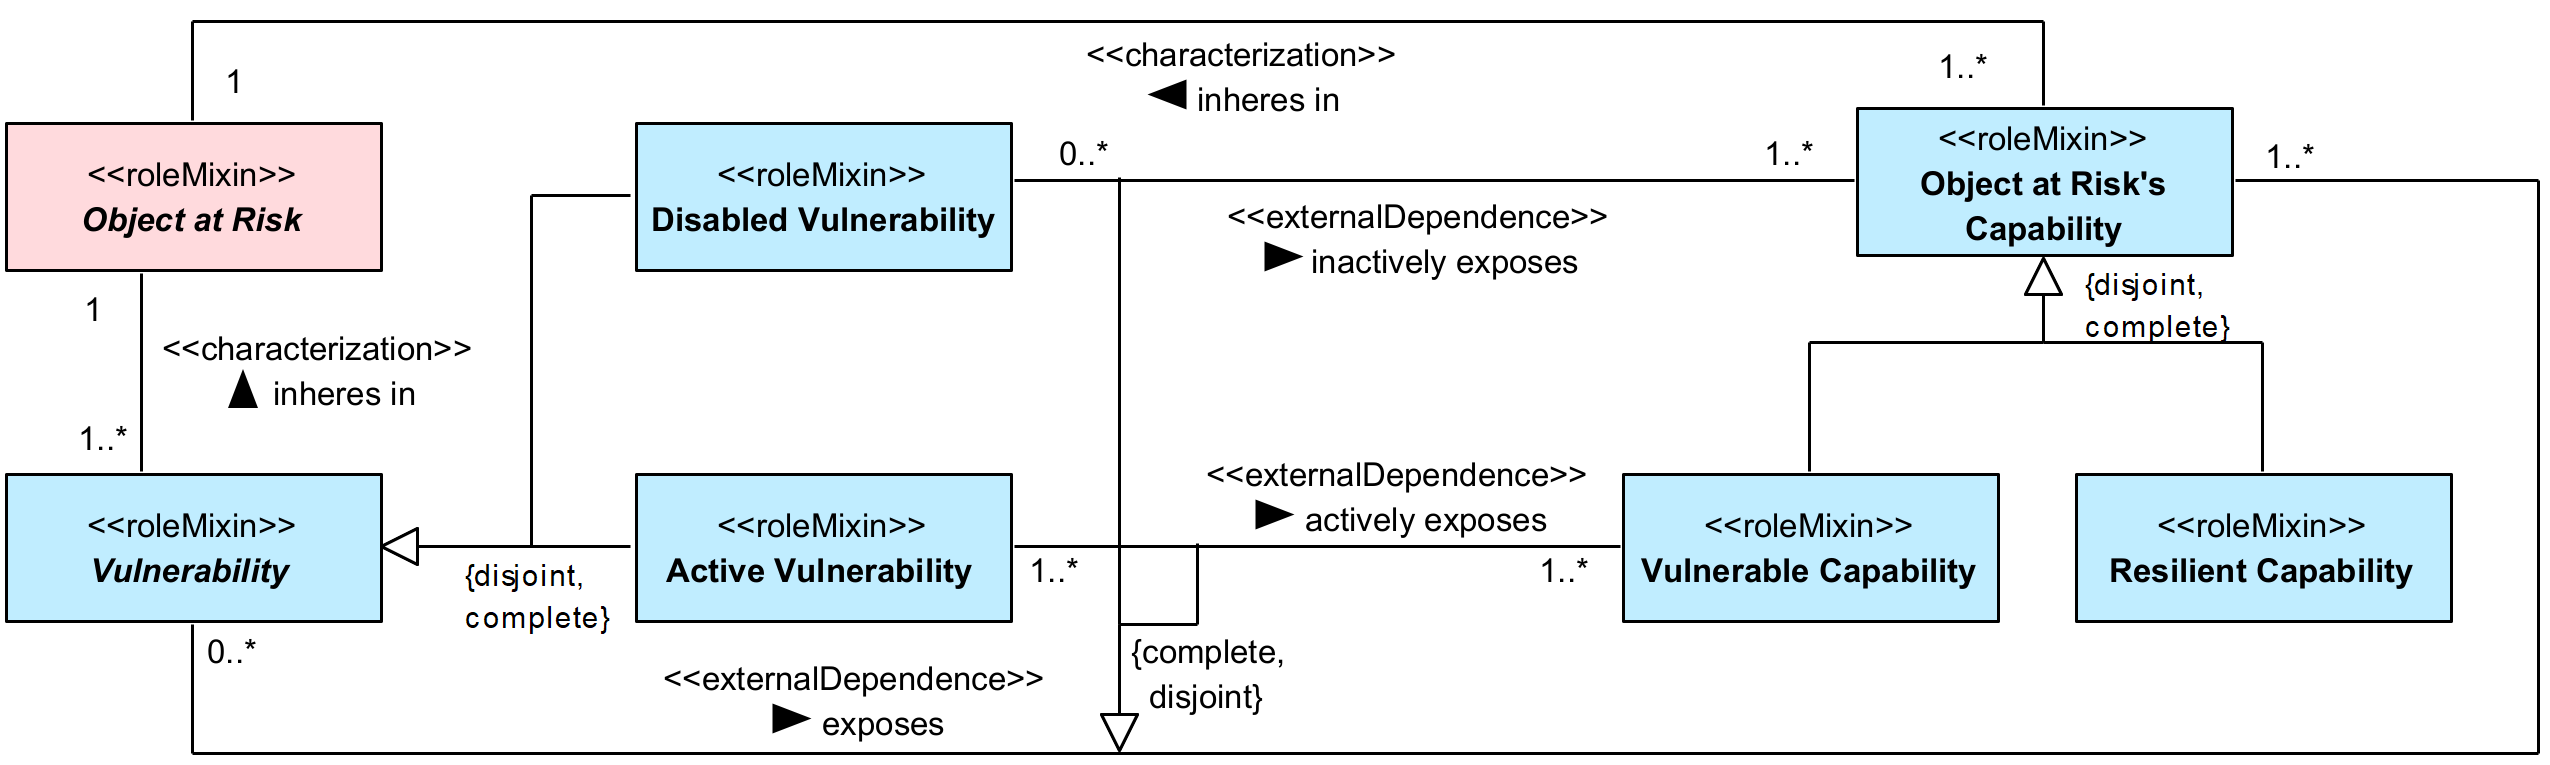 <<characterization>>
◀ inheres in
1
1..*
<<roleMixin>>
Object at Risk
<<roleMixin>>
Disabled Vulnerability
0..*
1..*
<<roleMixin>>
Object at Risk's
Capability
1..*
<<externalDependence>>
▶ inactively exposes
{disjoint,
complete}
1
<<characterization>>
▲ inheres in
1..*
<<roleMixin>>
Vulnerability
{disjoint,
complete}
<<roleMixin>>
Active Vulnerability
1..*
<<externalDependence>>
▶ actively exposes
1..*
<<roleMixin>>
Vulnerable Capability
<<roleMixin>>
Resilient Capability
0..*
<<externalDependence>>
▶ exposes
{complete,
disjoint}